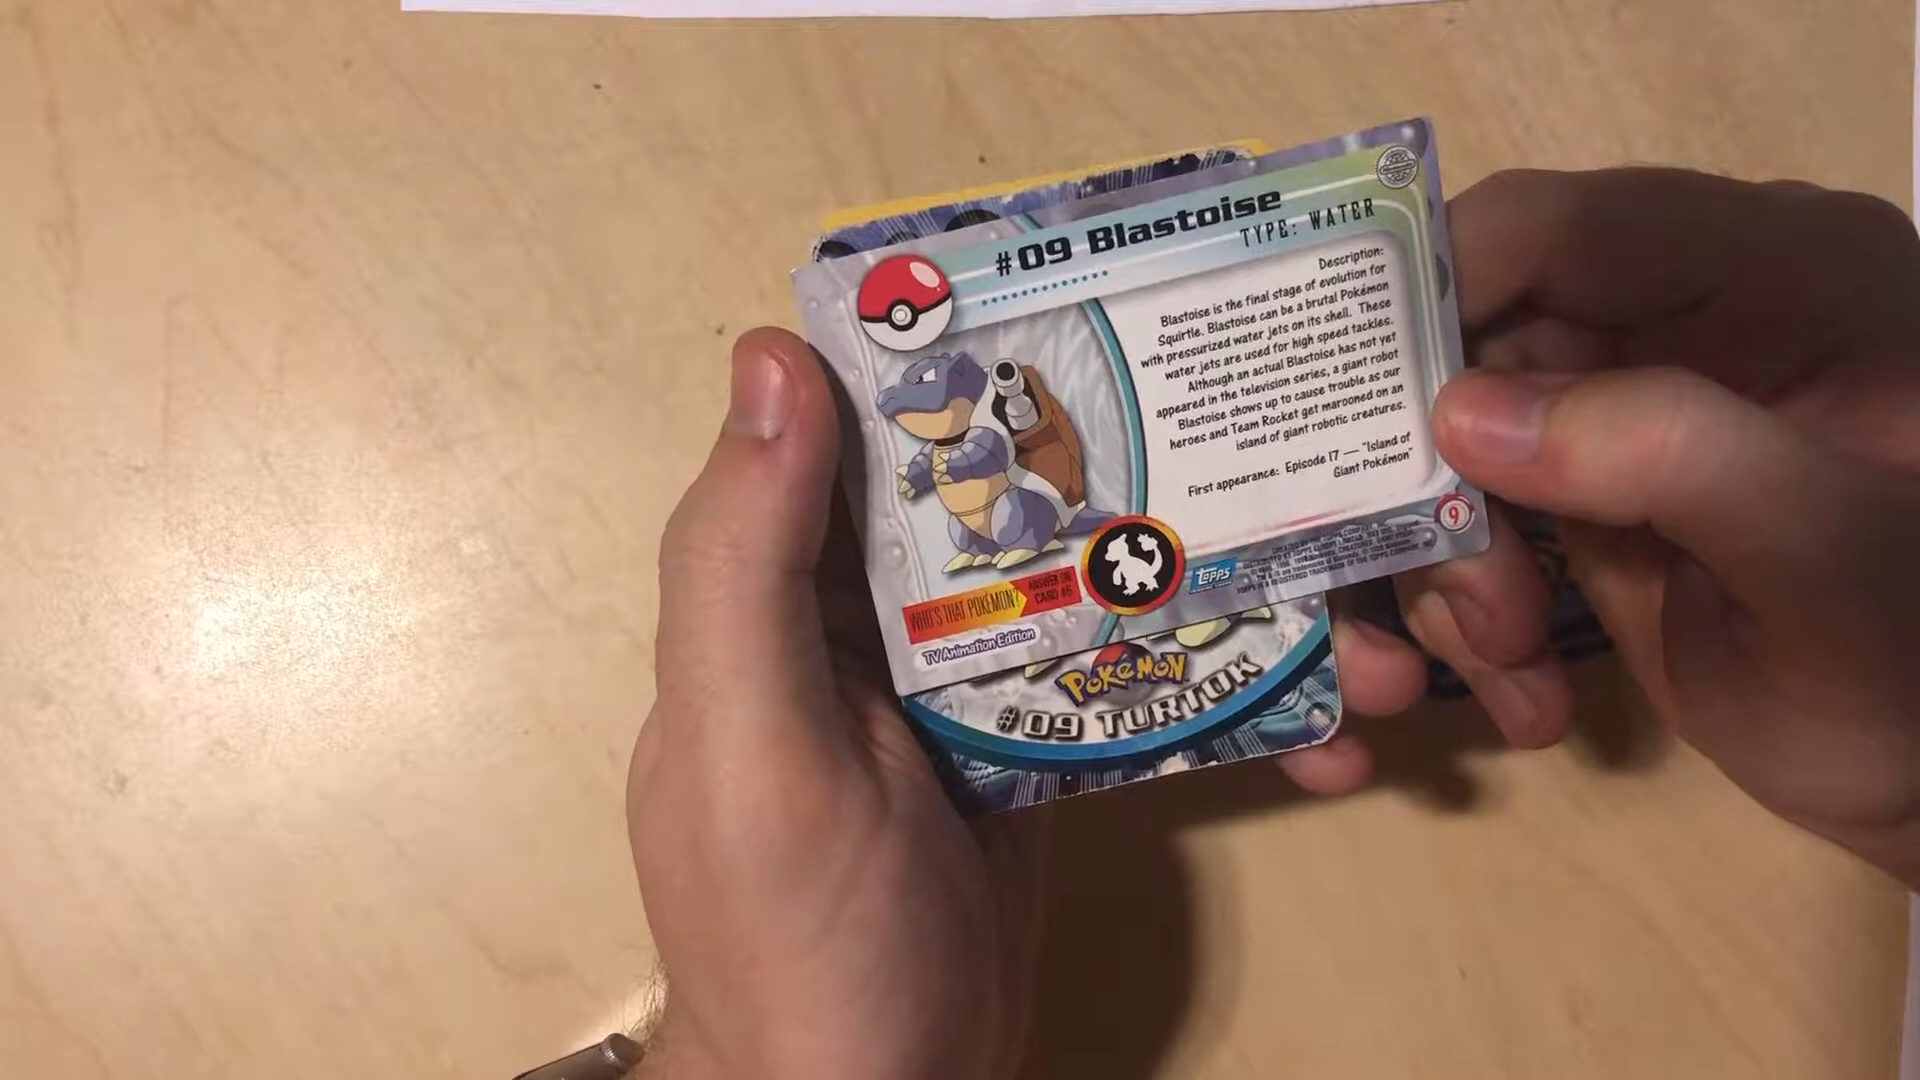 #09 Blastoise
TYPE: WATER
Description:
Blastoise is the final stage of evolution for
Squirtle. Blastoise can be a brutal Pokémon
with pressurized water jets on its shell. These
water jets are used for high speed tackles.
Although an actual Blastoise has not yet
appeared in the television series, a giant robot
Blastoise shows up to cause trouble as our
heroes and Team Rocket get marooned on an
island of giant robotic creatures.
First appearance: Episode 17 — "Island of
Giant Pokémon"
9
WHO'S THAT POKÉMON?
ANSWER ON
CARD #5
TOPPS
TV Animation Edition
POKÉMON
#09 TURTOK